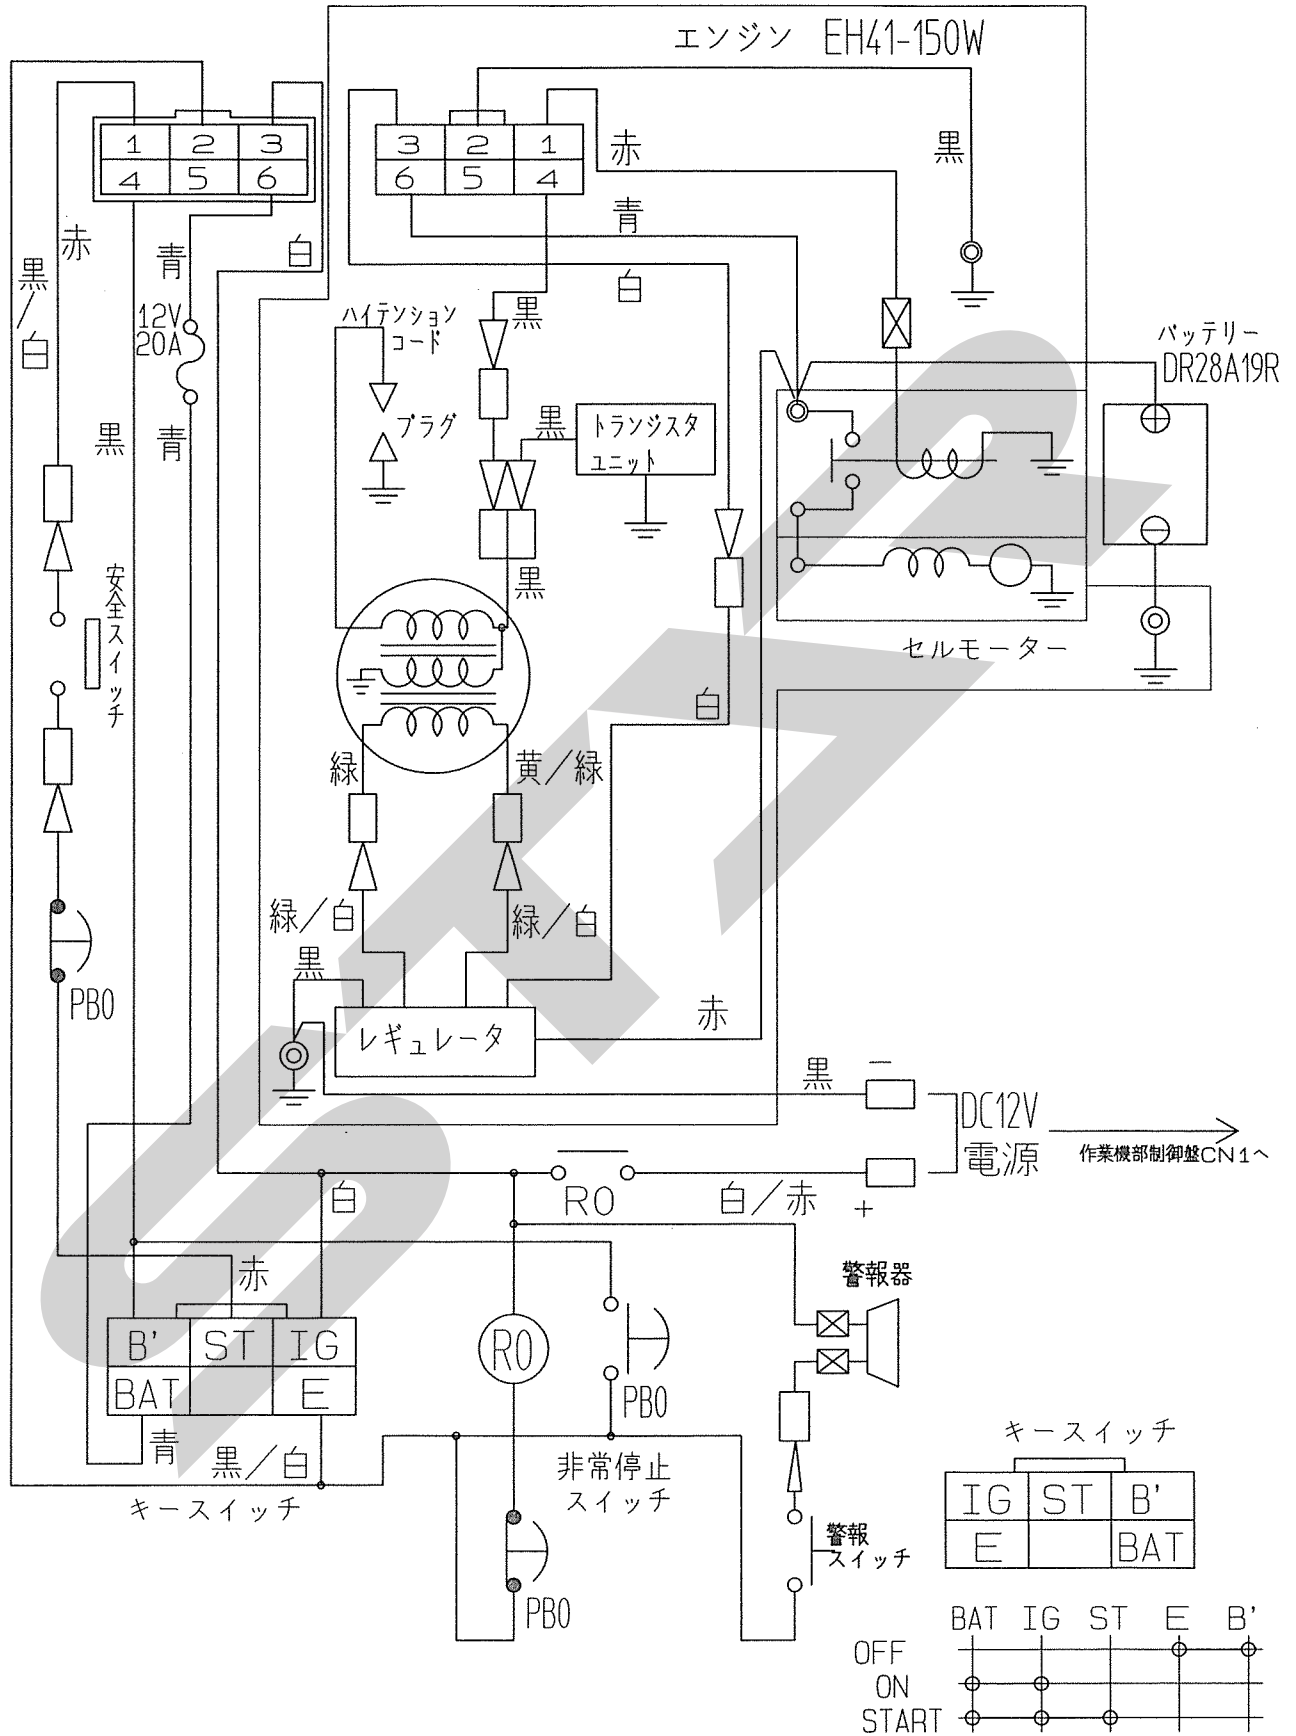 エンジン EH41-150W
1 2 3
4 5 6
3 2 1
6 5 4
赤
黒
青
白
赤
黒/白
青
白
12V
20A
黒
青
ハイテンション
コード
プラグ
黒
黒
トランジスタ
ユニット
黒
バッテリー
DR28A19R
セルモーター
安全スイッチ
白
緑
黄/緑
緑/白
緑/白
黒
レギュレータ
赤
PB0
黒
−
DC12V
電源
作業機部制御盤CN1へ
白
R0
白/赤
+
赤
警報器
B' ST IG
BAT E
R0
PB0
青
黒/白
キースイッチ
非常停止
スイッチ
PB0
警報
スイッチ
キースイッチ
IG ST B'
E BAT
BAT IG ST E B'
OFF
ON
START
STAR